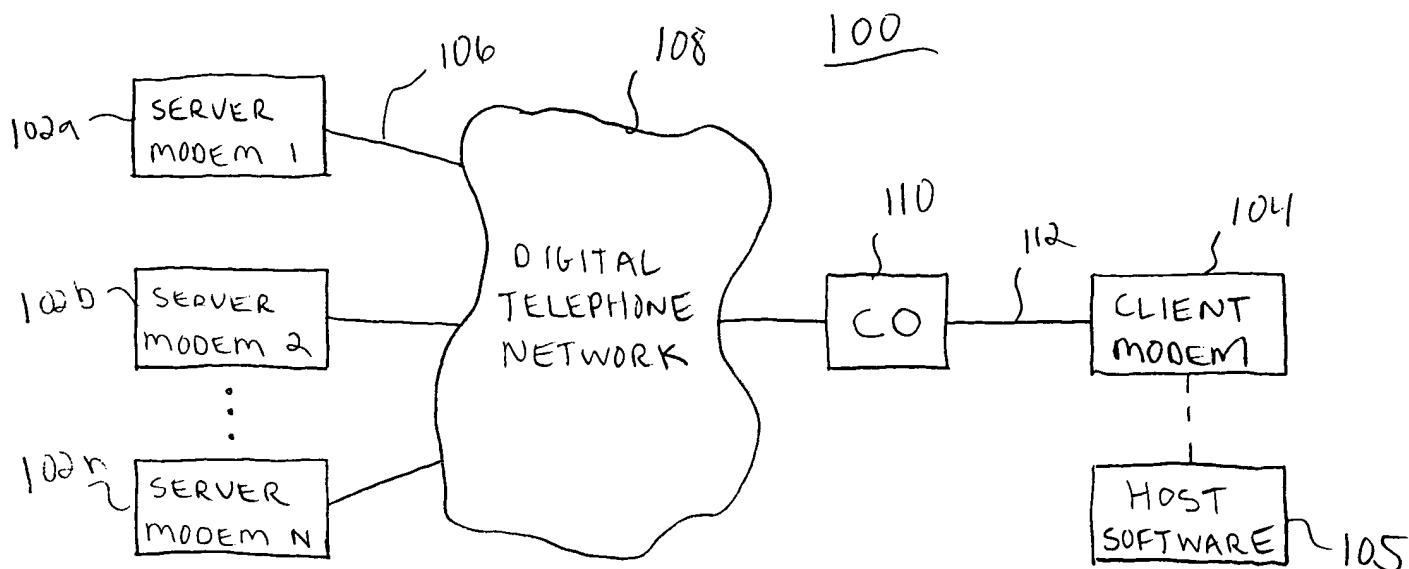 100
106
108
102a
SERVER
MODEM 1
110
112
104
102b
SERVER
MODEM 2
DIGITAL
TELEPHONE
NETWORK
CO
CLIENT
MODEM
102n
SERVER
MODEM N
HOST
SOFTWARE
105